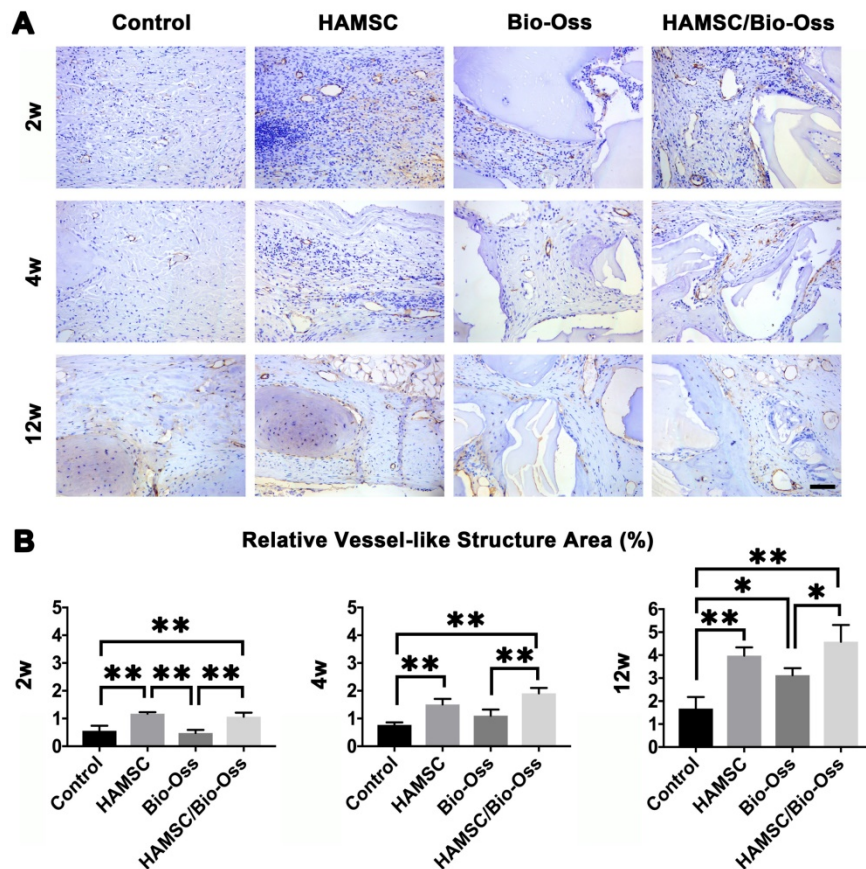 A
Control HAMSC Bio-Oss HAMSC/Bio-Oss
2w
4w
12w
B
Relative Vessel-like Structure Area (%)
2w
5
4
3
2
1
0
** ** ** **
Control HAMSC Bio-Oss HAMSC/Bio-Oss
4w
5
4
3
2
1
0
** ** **
Control HAMSC Bio-Oss HAMSC/Bio-Oss
12w
6
5
4
3
2
1
0
** * ** *
Control HAMSC Bio-Oss HAMSC/Bio-Oss